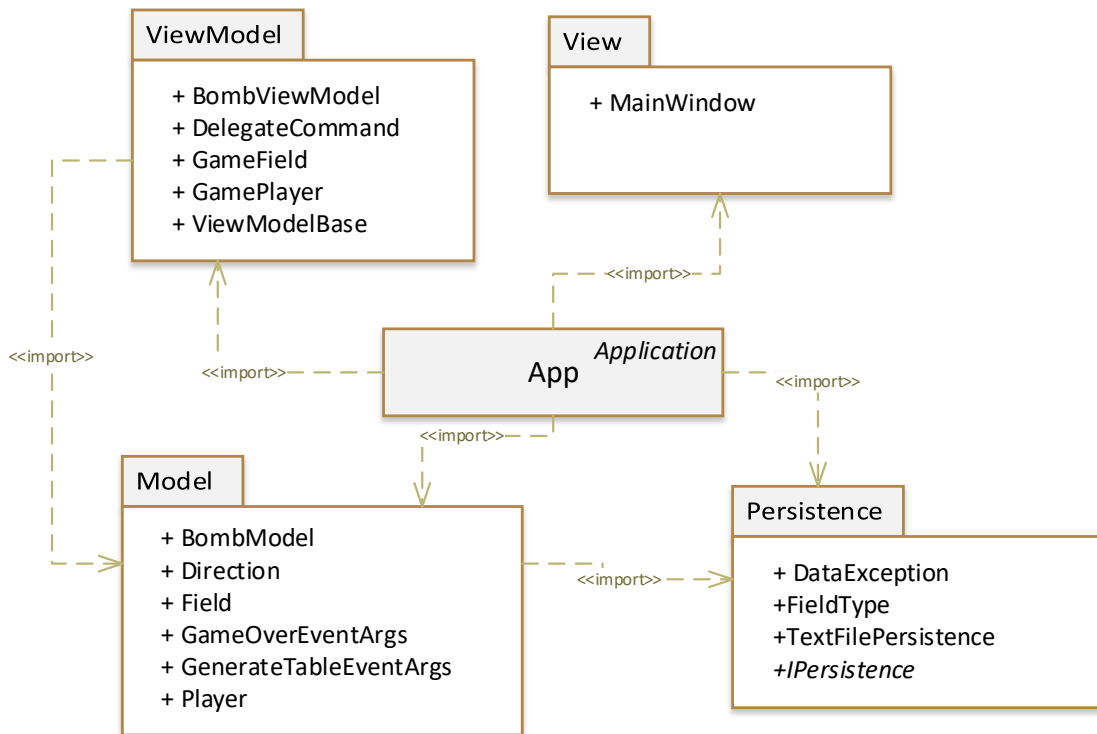 ViewModel
+ BombViewModel
+ DelegateCommand
+ GameField
+ GamePlayer
+ ViewModelBase
View
+ MainWindow
<<import>>
Application
App
<<import>>
<<import>>
<<import>>
<<import>>
Model
+ BombModel
+ Direction
+ Field
+ GameOverEventArgs
+ GenerateTableEventArgs
+ Player
<<import>>
Persistence
+ DataException
+FieldType
+TextFilePersistence
+IPersistence